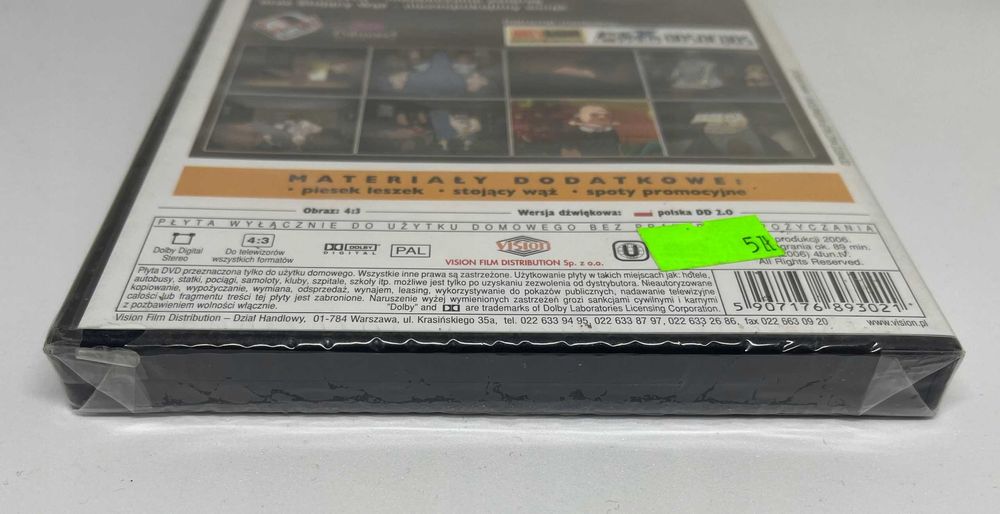 MATERIAŁY DODATKOWE:
• piesek leszek • stojący wąż • spoty promocyjne
Obraz: 4:3 Wersja dźwiękowa: polska DD 2.0
PŁYTA WYŁĄCZNIE DO UŻYTKU DOMOWEGO BEZ OŻYCZANIA
Dolby Digital
Stereo
4:3
Do telewizorów
wszystkich formatów
DOLBY
DIGITAL
PAL
VISION
VISION FILM DISTRIBUTION Sp. z o.o.
U
5zł
produkcji 2006.
grania ok. 89 min.
2006) 4fun.tv.
All Rights Reserved.
Płyta DVD przeznaczona tylko do użytku domowego. Wszystkie inne prawa są zastrzeżone. Użytkowanie płyty w takich miejscach jak: hotele,
autobusy, statki, pociągi, samoloty, kluby, szpitale, szkoły itp. możliwe jest tylko po uzyskaniu zezwolenia od dystrybutora. Nieautoryzowane
kopiowanie, wypożyczanie, wymiana, odsprzedaż, wynajem, leasing, wykorzystywanie do pokazów publicznych, nadawanie telewizyjne
całości lub fragmentu treści tej płyty jest zabronione. Naruszenie wyżej wymienionych zastrzeżeń grozi sankcjami cywilnymi i karnymi
z pozbawieniem wolności włącznie. "Dolby" and are trademarks of Dolby Laboratories Licensing Corporation.
5 907176 893021
Vision Film Distribution – Dział Handlowy, 01-784 Warszawa, ul. Krasińskiego 35a, tel. 022 633 94 95, 022 633 87 97, 022 633 26 86, fax 022 663 09 20 www.vision.pl